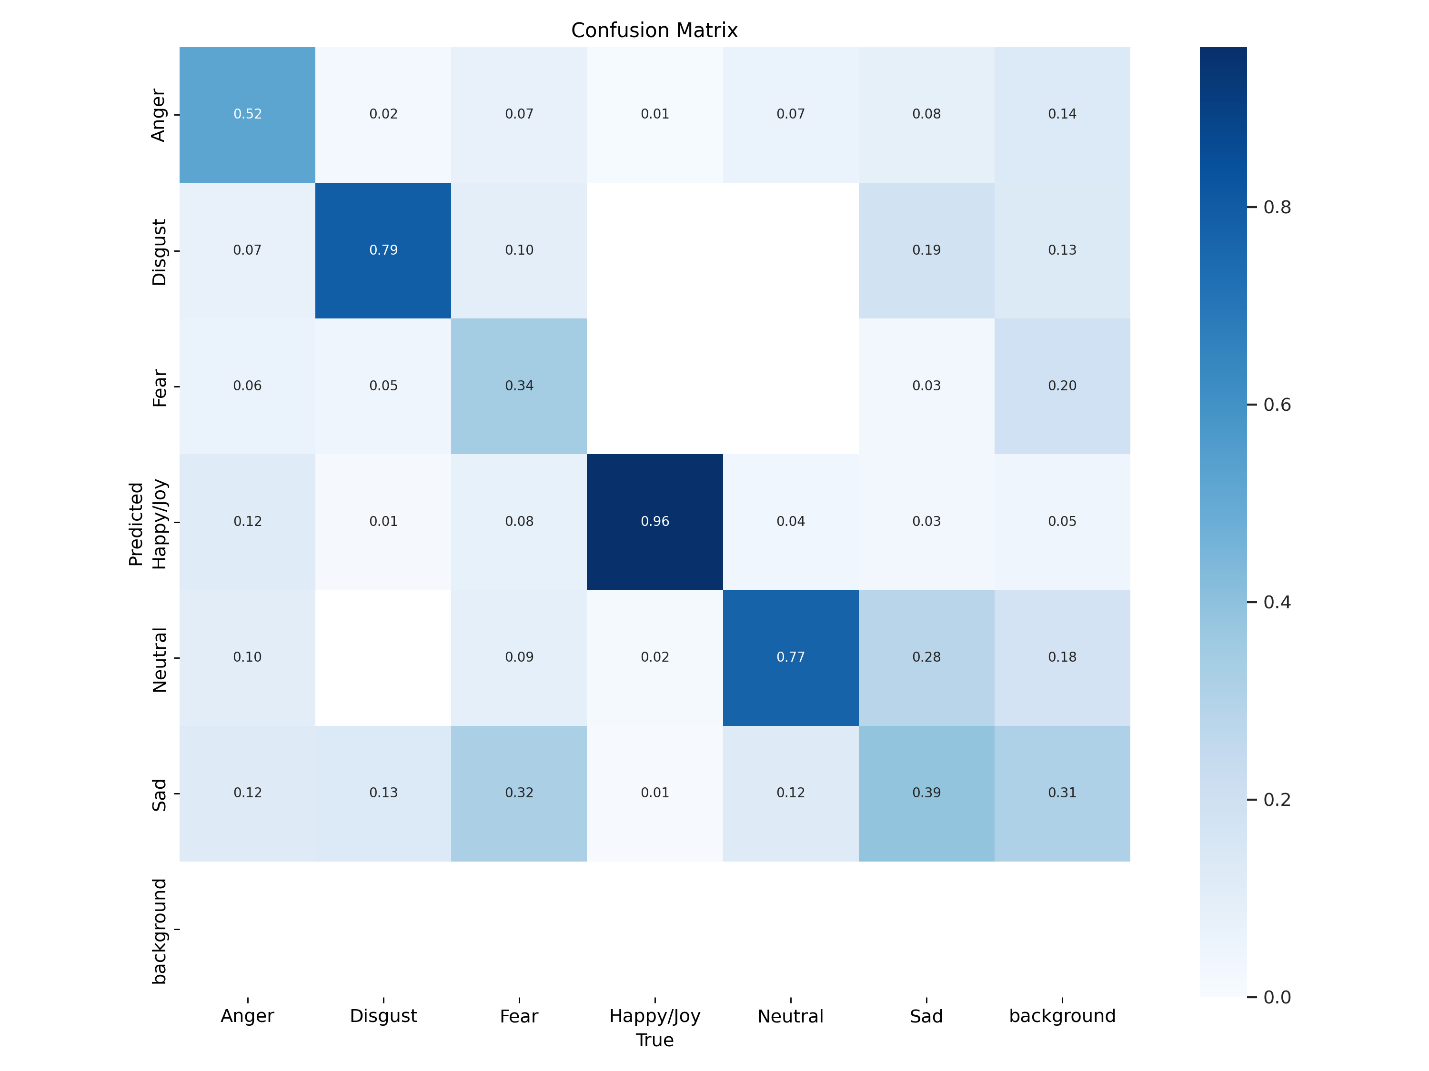 Confusion Matrix
Anger 0.52 0.02 0.07 0.01 0.07 0.08 0.14
Disgust 0.07 0.79 0.10 0.19 0.13
0.8
Fear 0.06 0.05 0.34 0.03 0.20
0.6
Predicted
Happy/Joy 0.12 0.01 0.08 0.96 0.04 0.03 0.05
0.4
Neutral 0.10 0.09 0.02 0.77 0.28 0.18
Sad 0.12 0.13 0.32 0.01 0.12 0.39 0.31
0.2
background
0.0
Anger Disgust Fear Happy/Joy Neutral Sad background
True